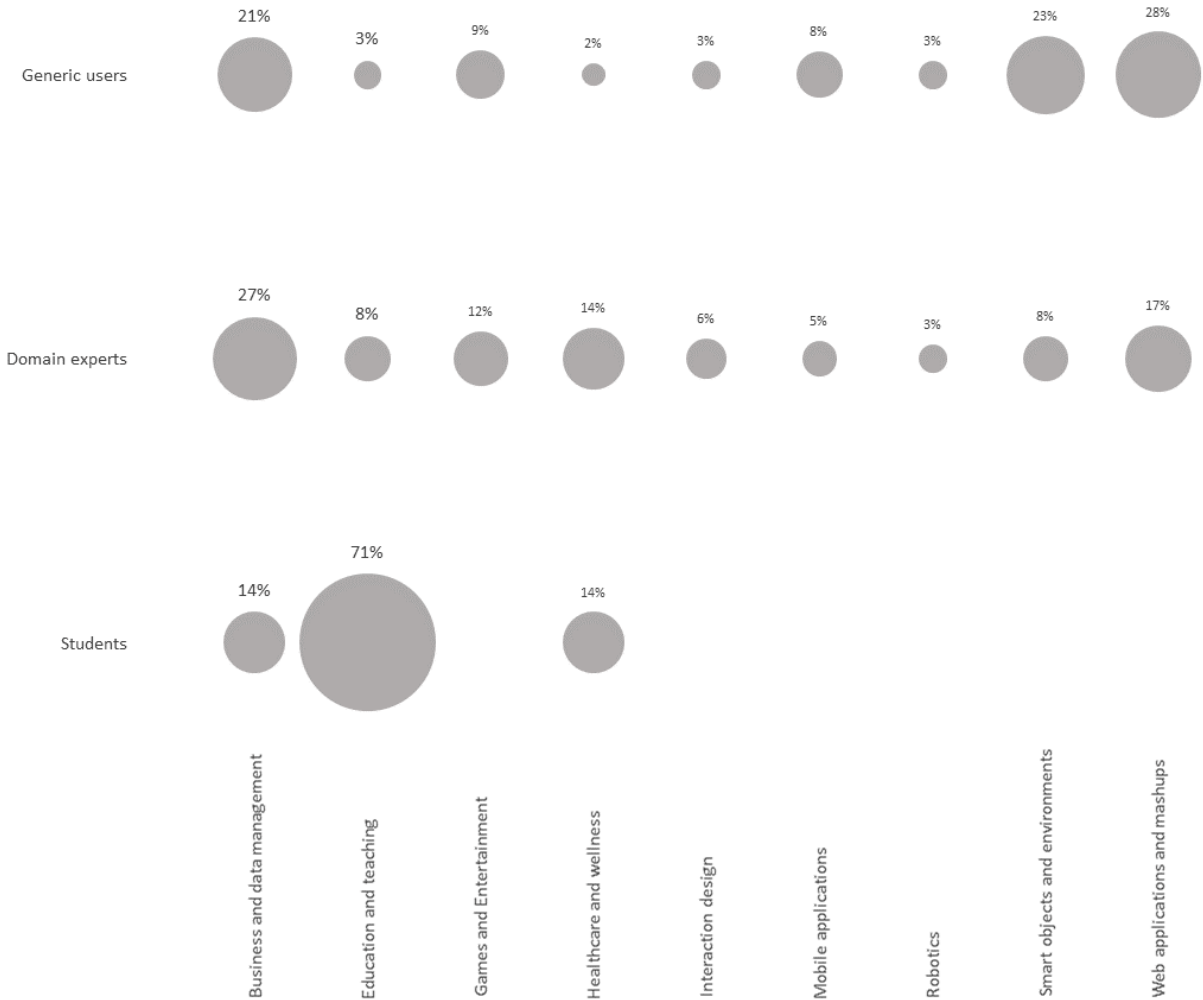 21% 3% 9% 2% 3% 8% 3% 23% 28%
Generic users
27% 8% 12% 14% 6% 5% 3% 8% 17%
Domain experts
71%
14% 14%
Students
Business and data management
Education and teaching
Games and Entertainment
Healthcare and wellness
Interaction design
Mobile applications
Robotics
Smart objects and environments
Web applications and mashups